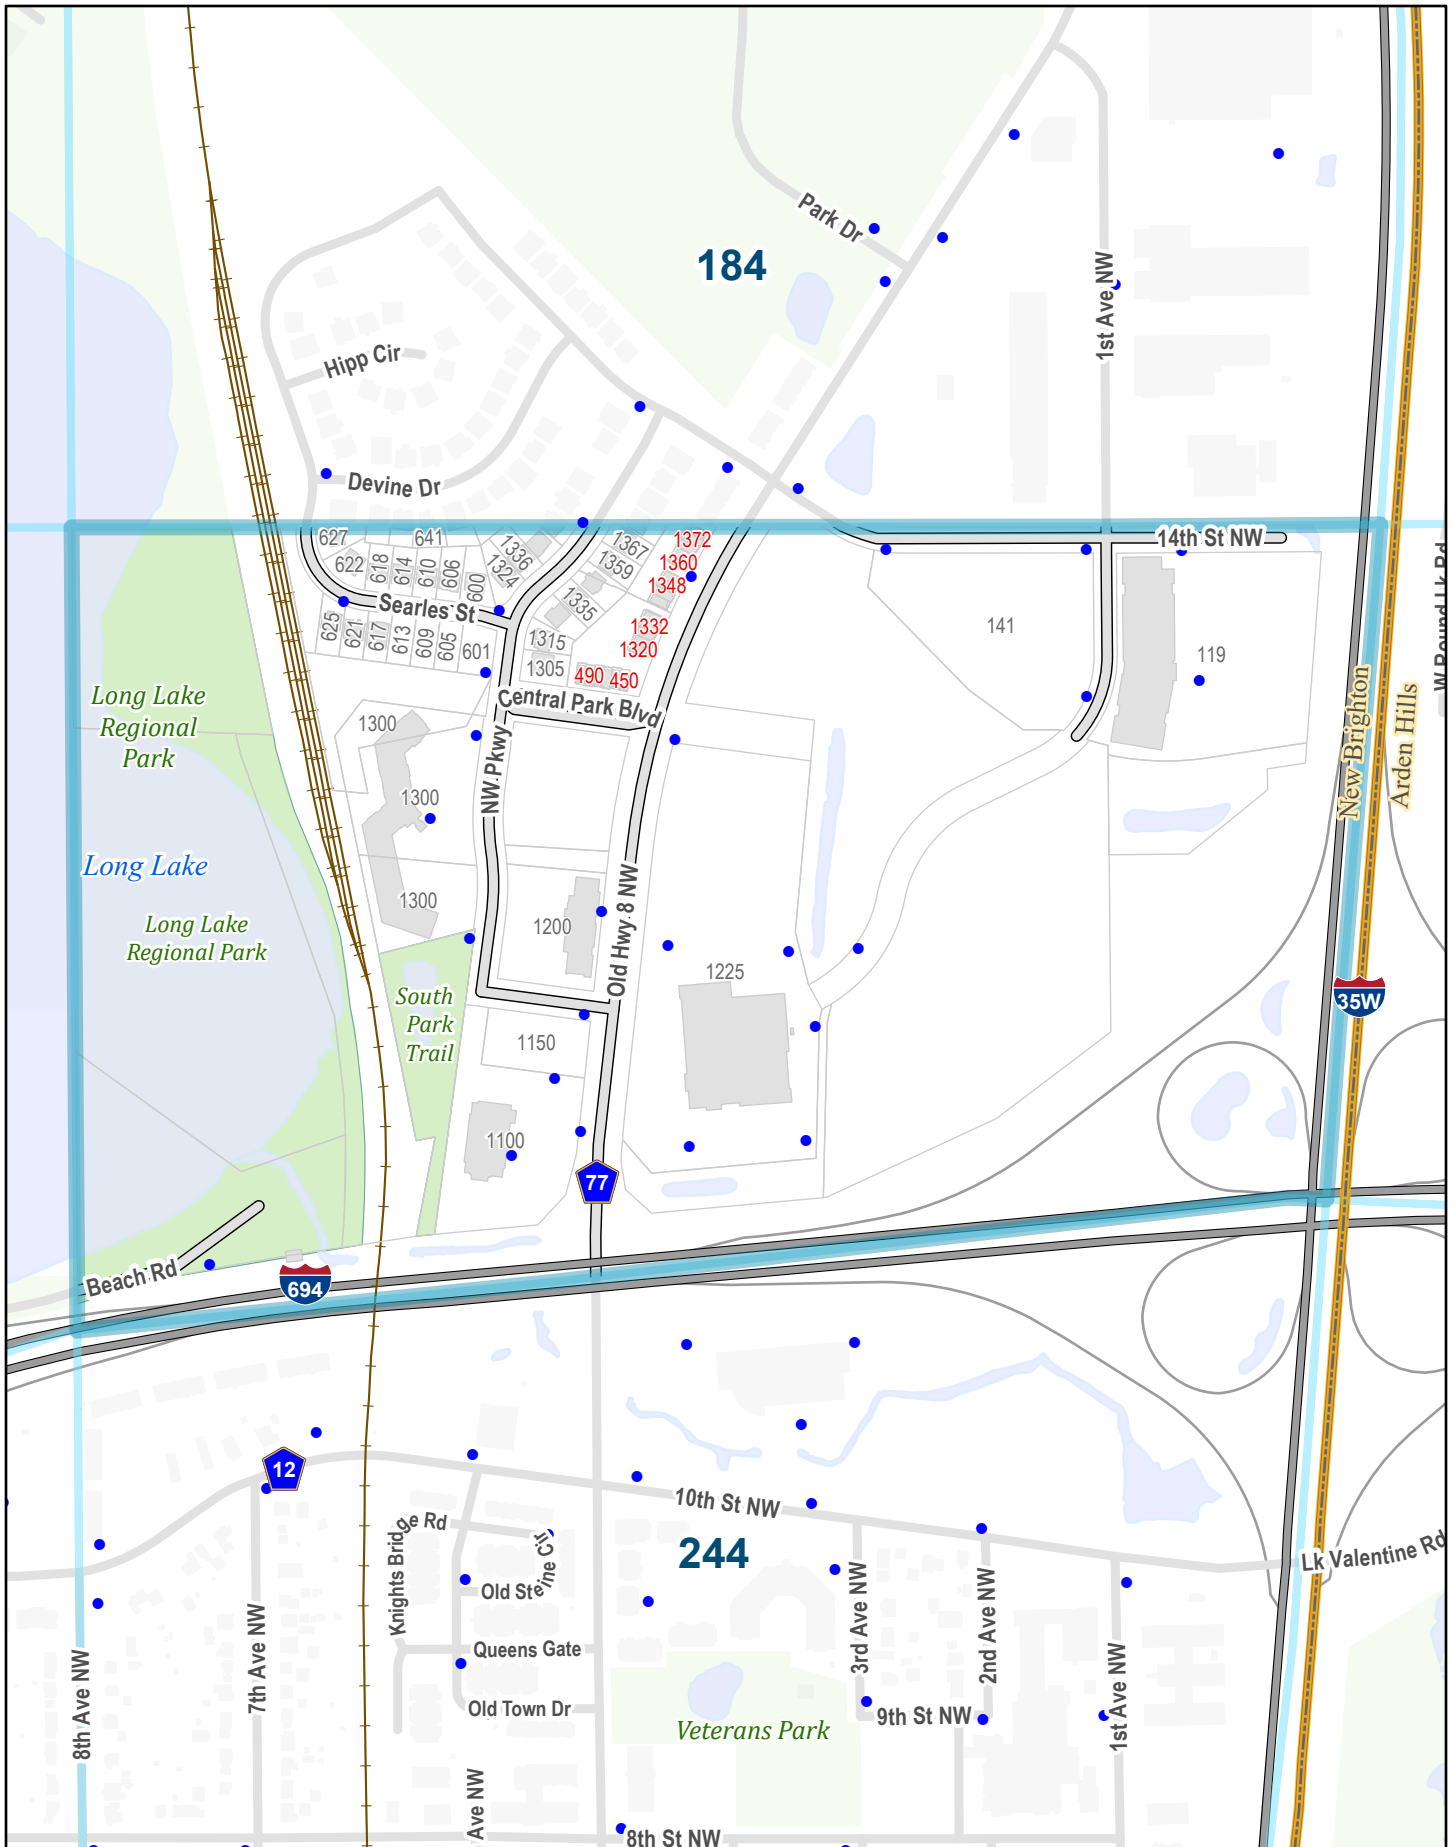 Park Dr
184
1st Ave NW
Hipp Cir
Devine Dr
14th St NW
627
641
1336
1367
1372
622
618
614
610
606
600
1324
1359
1360
1348
Searles St
1335
625
621
617
613
609
605
601
1315
1332
1320
1305
490
450
141
119
W Round Lk Rd
Long Lake
Regional
Park
Central Park Blvd
1300
NW Pkwy
1300
New Brighton
Arden Hills
Long Lake
1300
Long Lake
Regional Park
1200
Old Hwy 8 NW
1225
South
Park
Trail
35W
1150
1100
77
Beach Rd
694
12
10th St NW
Knights Bridge Rd
Old Steine Cir
244
Lk Valentine Rd
Queens Gate
Old Town Dr
8th Ave NW
7th Ave NW
Ave NW
3rd Ave NW
2nd Ave NW
1st Ave NW
9th St NW
Veterans Park
8th St NW